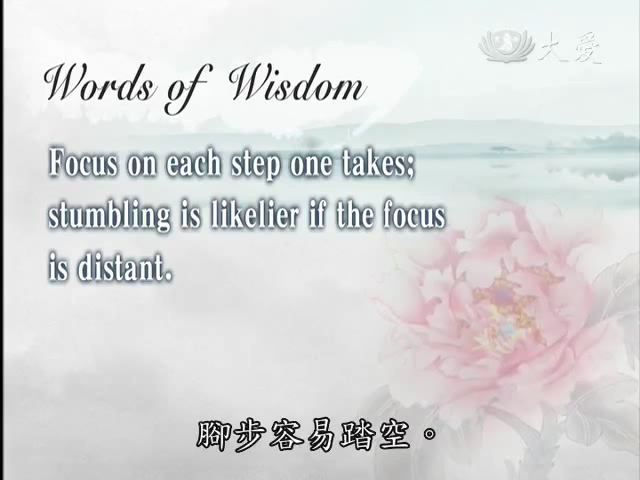 大愛
Words of Wisdom
Focus on each step one takes;
stumbling is likelier if the focus
is distant.
腳步容易踏空。